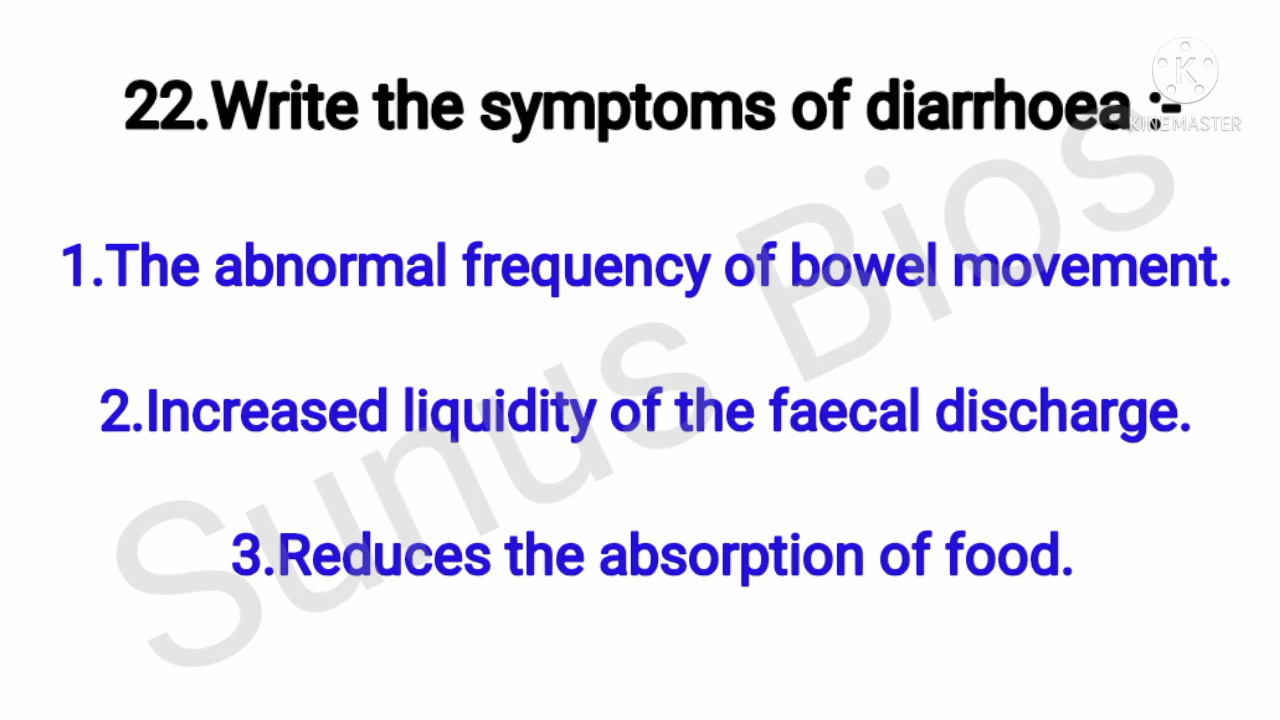 22.Write the symptoms of diarrhoea :-
KINEMASTER
1.The abnormal frequency of bowel movement.
2.Increased liquidity of the faecal discharge.
3.Reduces the absorption of food.
Sunus Bios